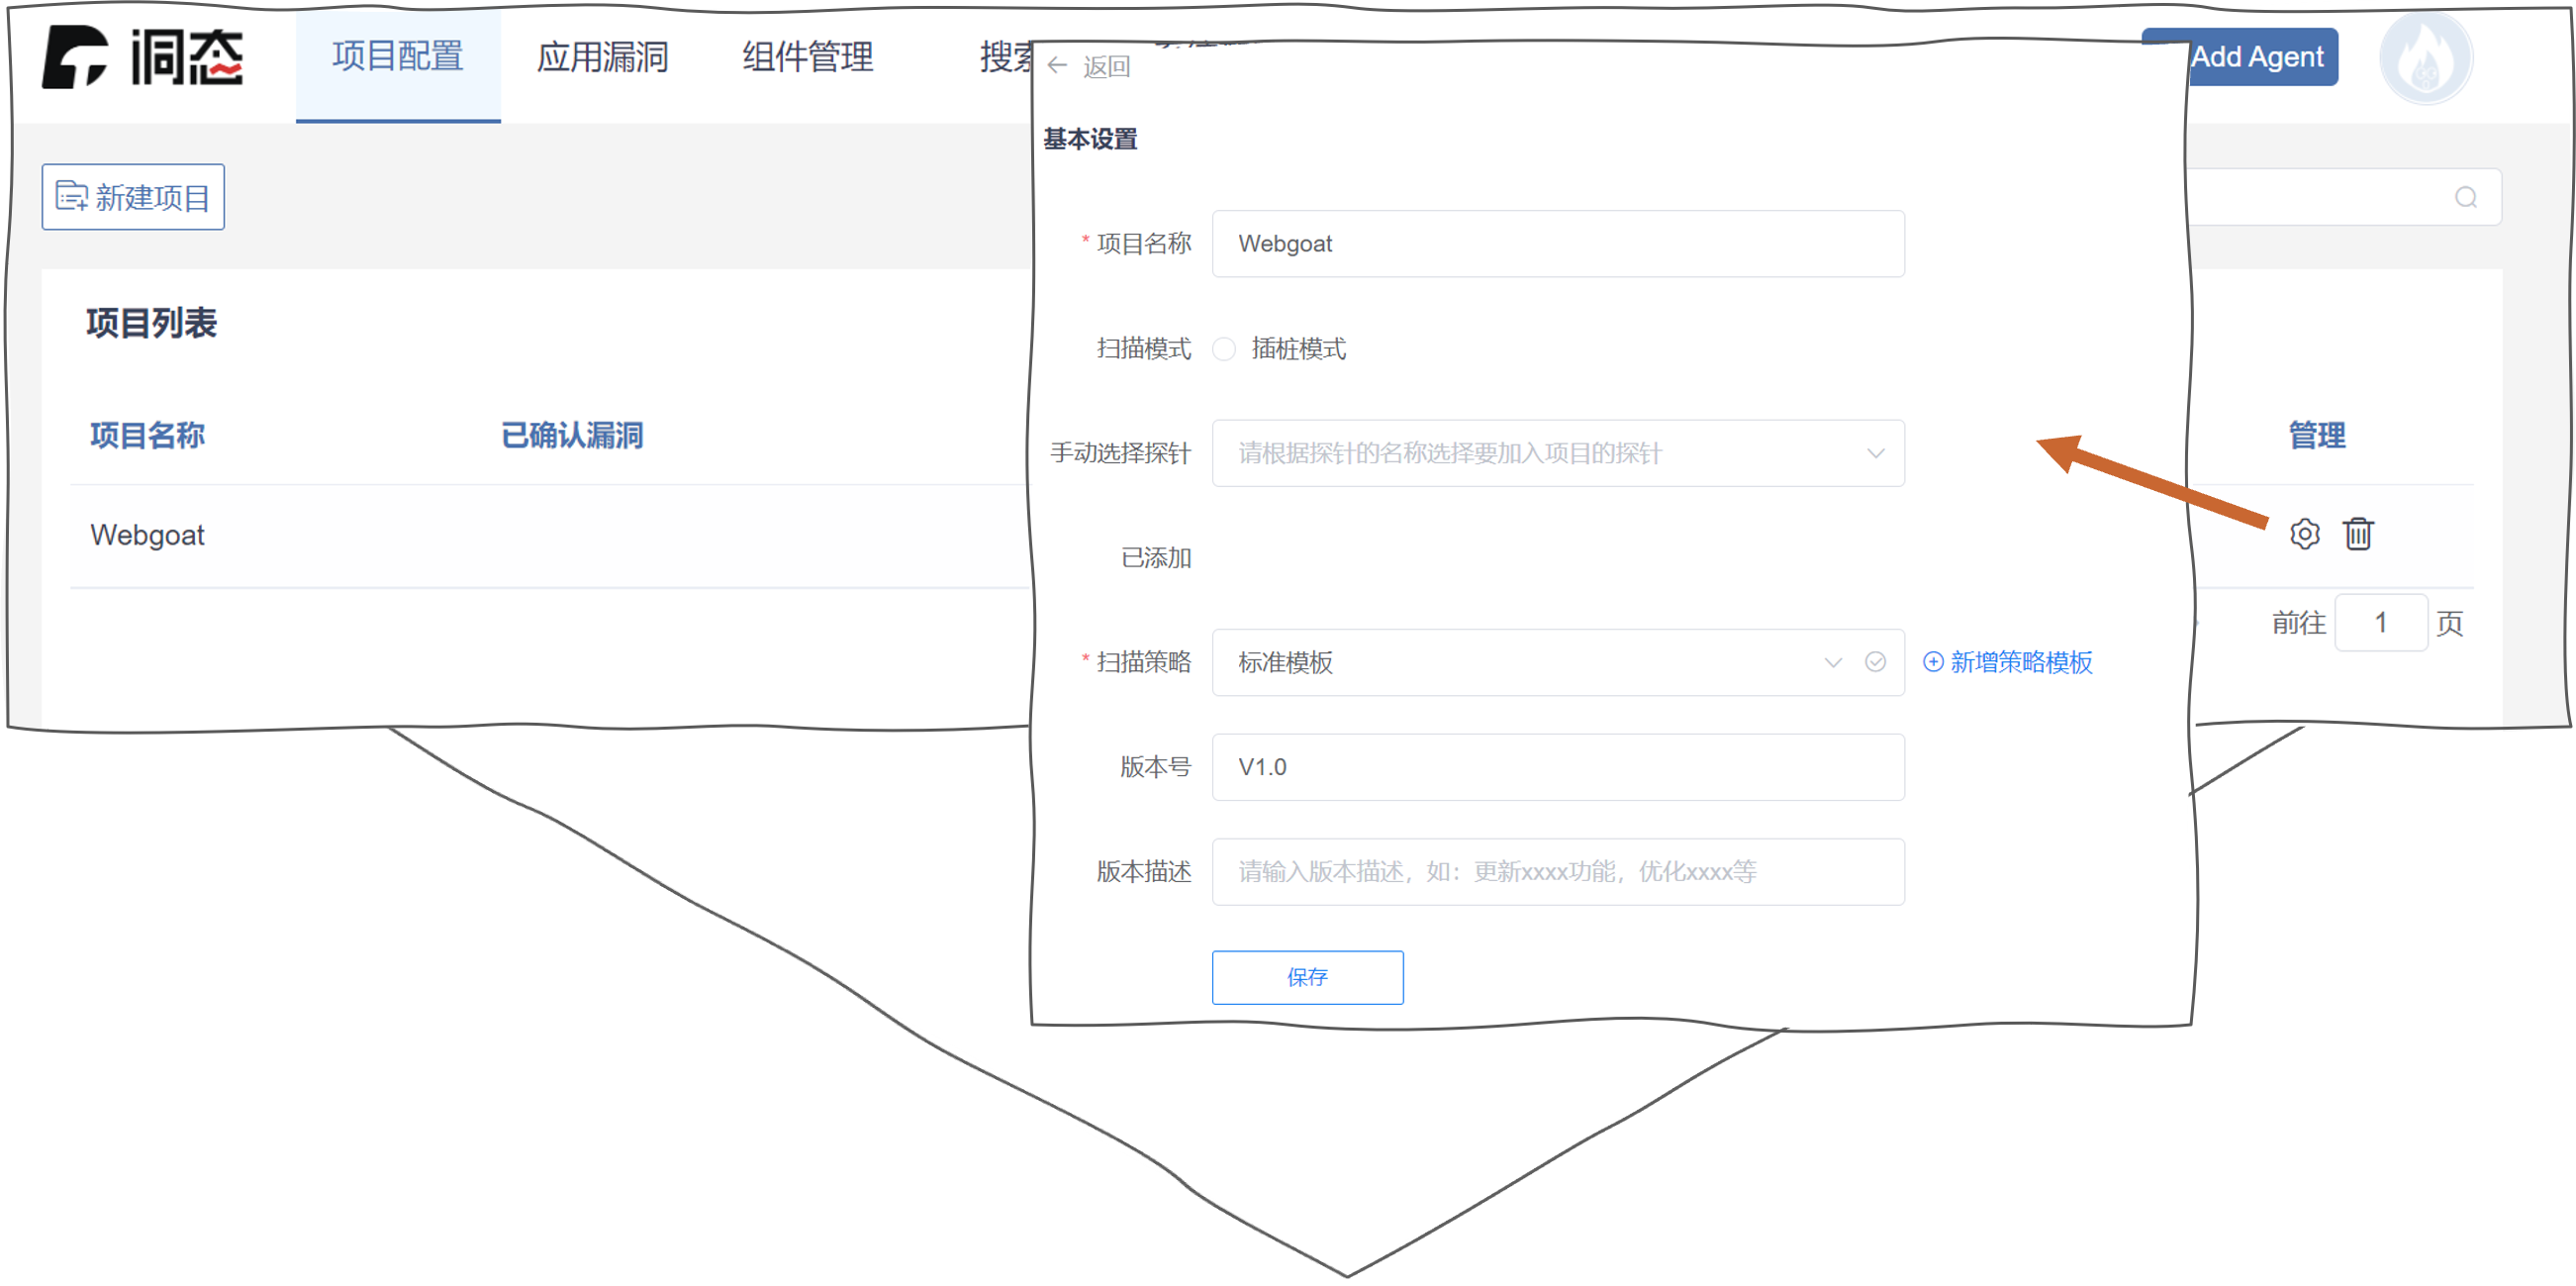 洞态
项目配置
应用漏洞
组件管理
搜索
Add Agent
新建项目
项目列表
项目名称
已确认漏洞
管理
Webgoat
前往 1 页
返回
基本设置
* 项目名称 Webgoat
扫描模式 插桩模式
手动选择探针 请根据探针的名称选择要加入项目的探针
已添加
* 扫描策略 标准模板 新增策略模板
版本号 V1.0
版本描述 请输入版本描述，如：更新xxxx功能，优化xxxx等
保存